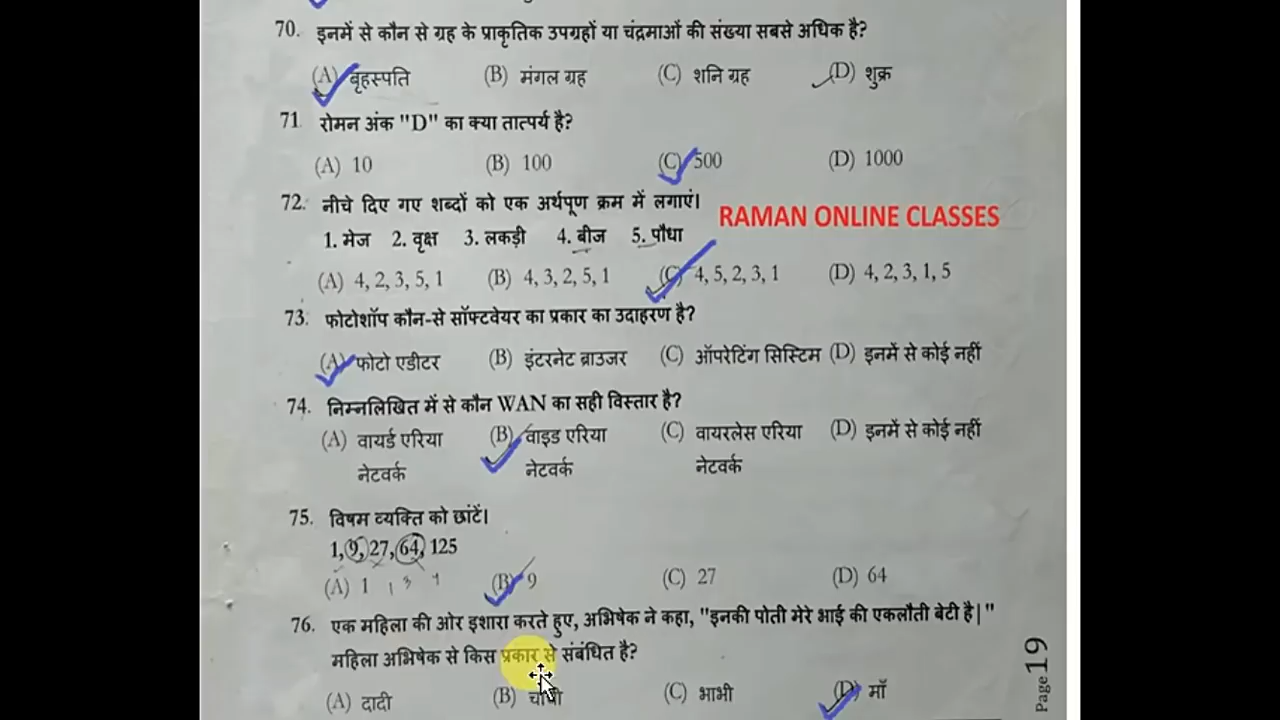 70. इनमें से कौन से ग्रह के प्राकृतिक उपग्रहों या चंद्रमाओं की संख्या सबसे अधिक है?
(A) बृहस्पति (B) मंगल ग्रह (C) शनि ग्रह (D) शुक्र
71. रोमन अंक "D" का क्या तात्पर्य है?
(A) 10 (B) 100 (C) 500 (D) 1000
72. नीचे दिए गए शब्दों को एक अर्थपूण क्रम में लगाएं।
RAMAN ONLINE CLASSES
1. मेज 2. वृक्ष 3. लकड़ी 4. बीज 5. पौधा
(A) 4, 2, 3, 5, 1 (B) 4, 3, 2, 5, 1 (C) 4, 5, 2, 3, 1 (D) 4, 2, 3, 1, 5
73. फोटोशॉप कौन-से सॉफ्टवेयर का प्रकार का उदाहरण है?
(A) फोटो एडीटर (B) इंटरनेट ब्राउजर (C) ऑपरेटिंग सिस्टिम (D) इनमें से कोई नहीं
74. निम्नलिखित में से कौन WAN का सही विस्तार है?
(A) वायर्ड एरिया (B) वाइड एरिया (C) वायरलेस एरिया (D) इनमें से कोई नहीं
नेटवर्क नेटवर्क नेटवर्क
75. विषम व्यक्ति को छांटें।
1, 9, 27, 64, 125
(A) 1 (B) 9 (C) 27 (D) 64
76. एक महिला की ओर इशारा करते हुए, अभिषेक ने कहा, "इनकी पोती मेरे भाई की एकलौती बेटी है|"
महिला अभिषेक से किस प्रकार से संबंधित है?
(A) दादी (B) चाची (C) भाभी (D) माँ
Page 19